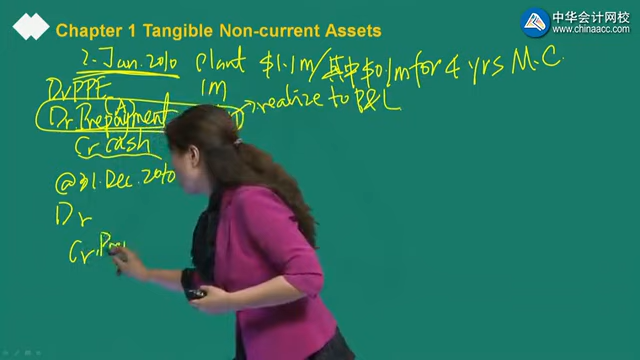 Chapter 1 Tangible Non-current Assets
中华会计网校
www.chinaacc.com
2. Jan. 2010 Plant $1.1m/其中$0.1m for 4 yrs M.C.
Dr PPE 1m
Dr. Prepayment (A) → realize to P&L
Cr cash
@31. Dec. 2010
Dr
Cr.